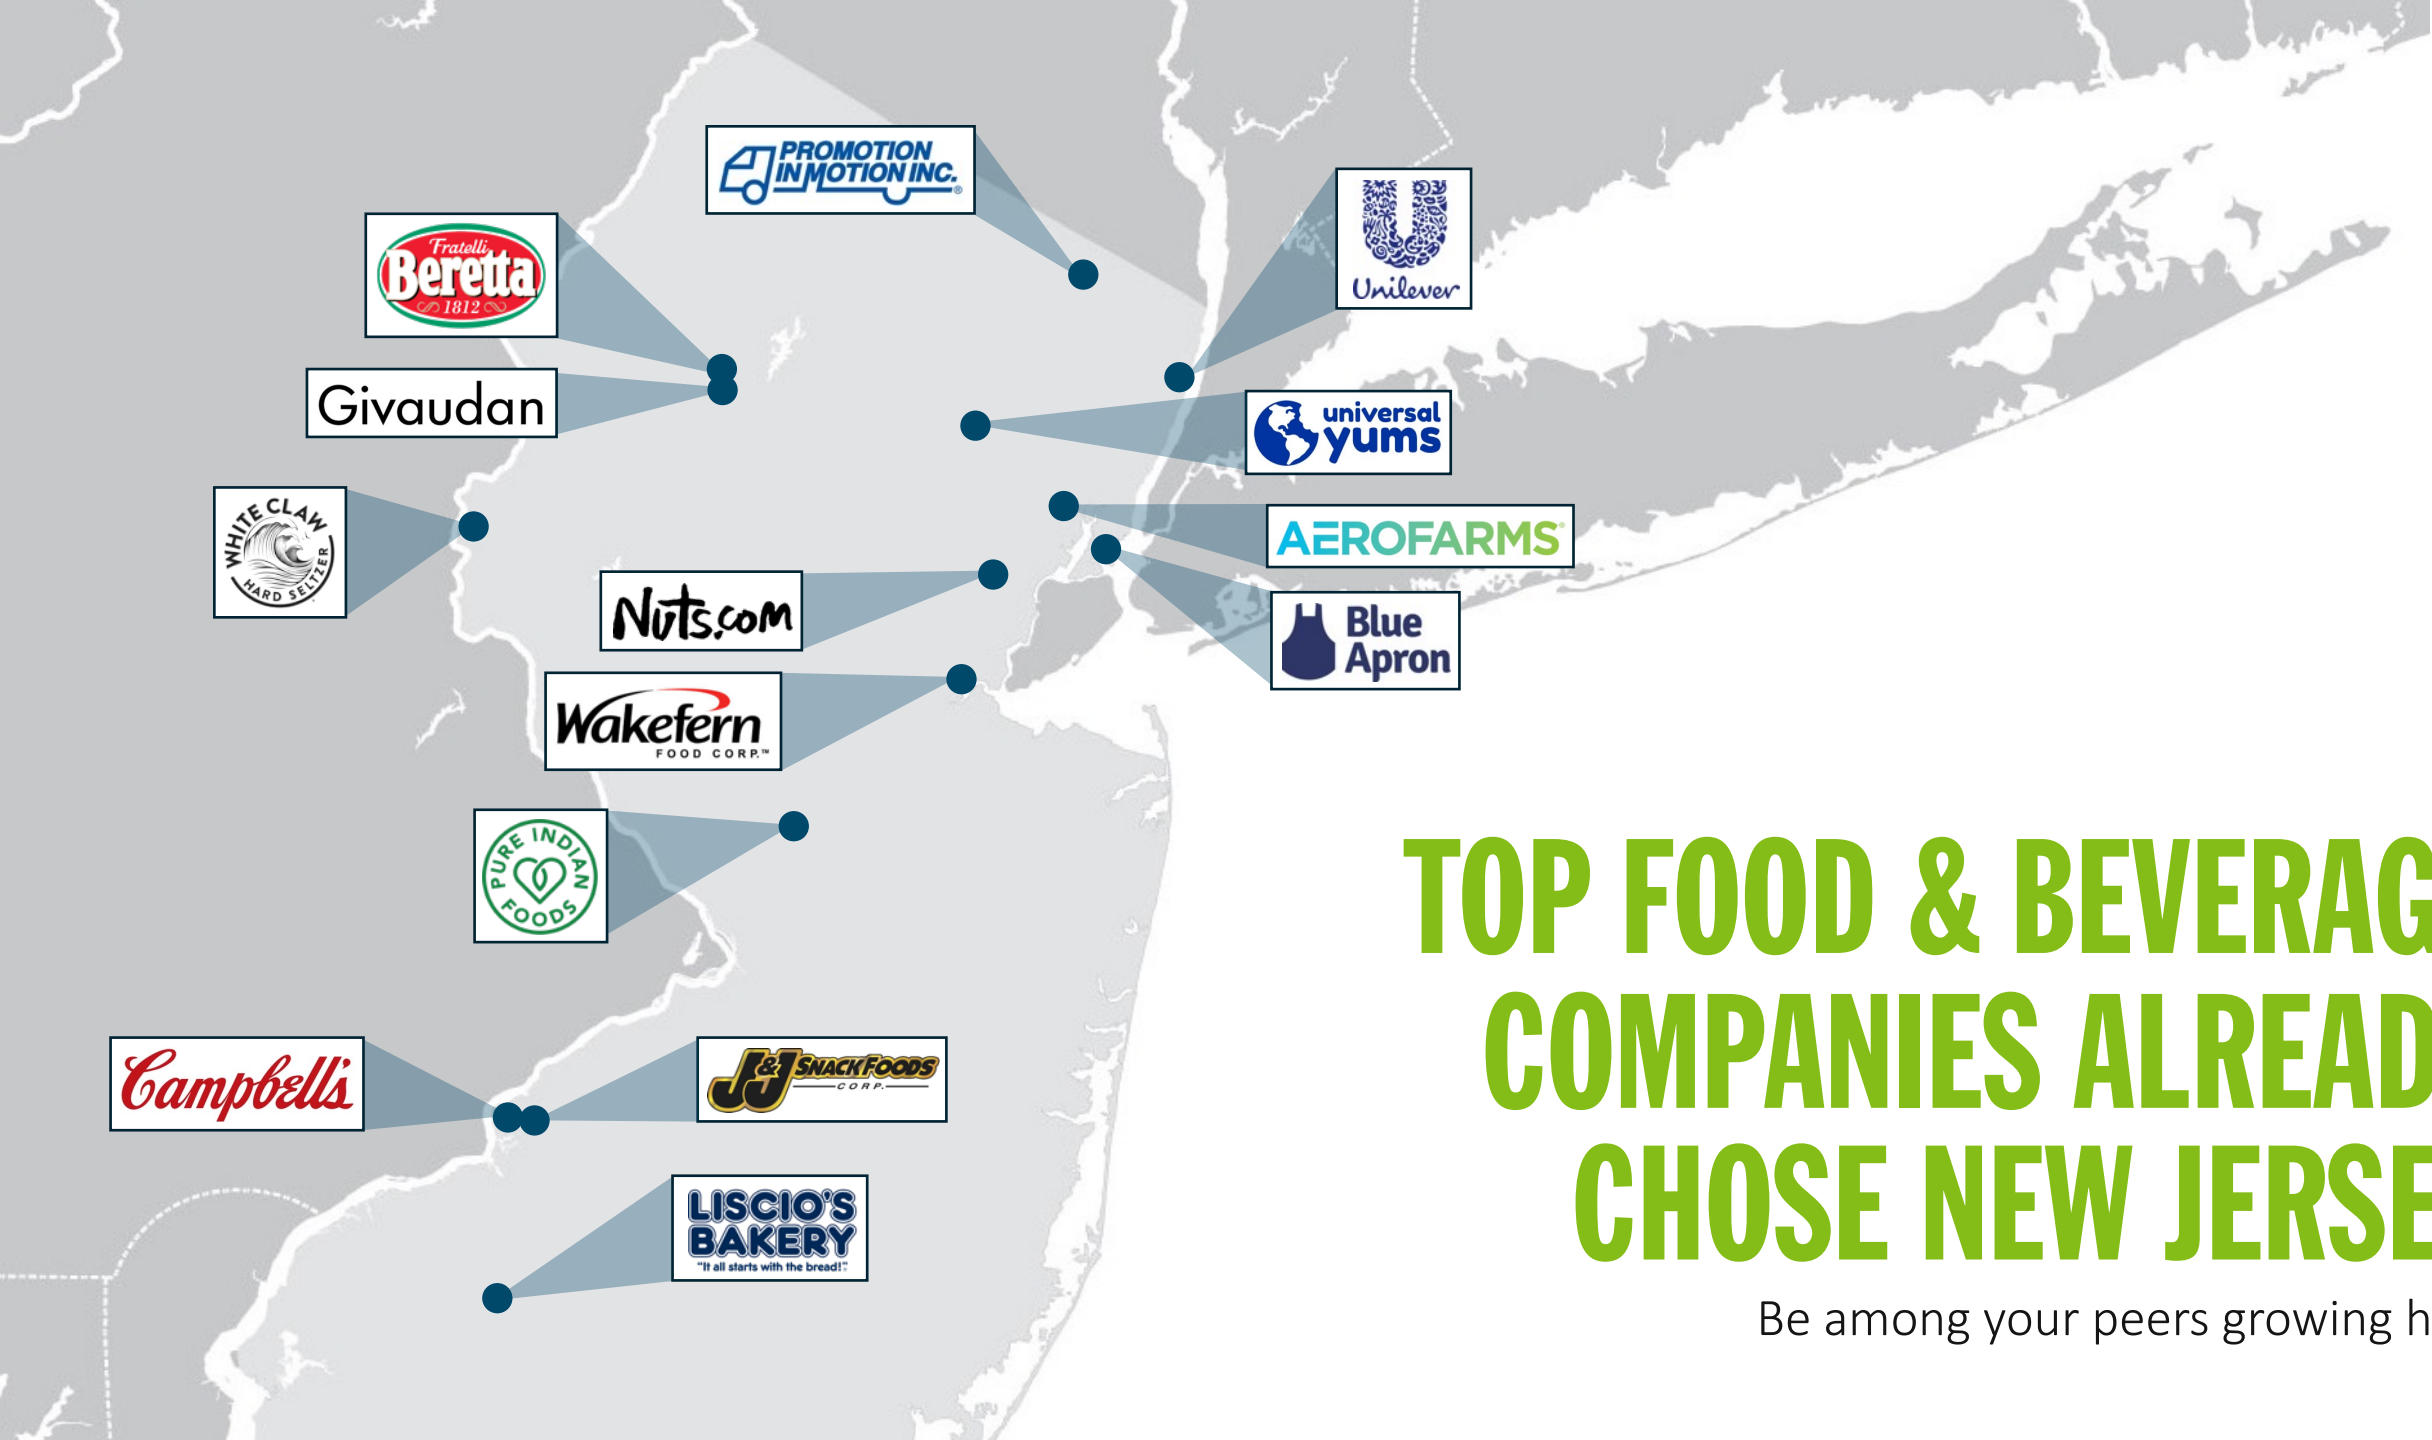 PROMOTION
IN MOTION INC.®
Fratelli
Beretta
1812
Unilever
Givaudan
universal
yums
WHITE CLAW
HARD SELTZER
AEROFARMS®
Nuts.com
Blue
Apron
Wakefern
FOOD CORP.™
PURE INDIAN
FOODS
TOP FOOD & BEVERAG
COMPANIES ALREAD
CHOSE NEW JERSE
Be among your peers growing h
Campbell's
J&J SNACK FOODS
CORP.
LISCIO'S
BAKERY
"It all starts with the bread!"